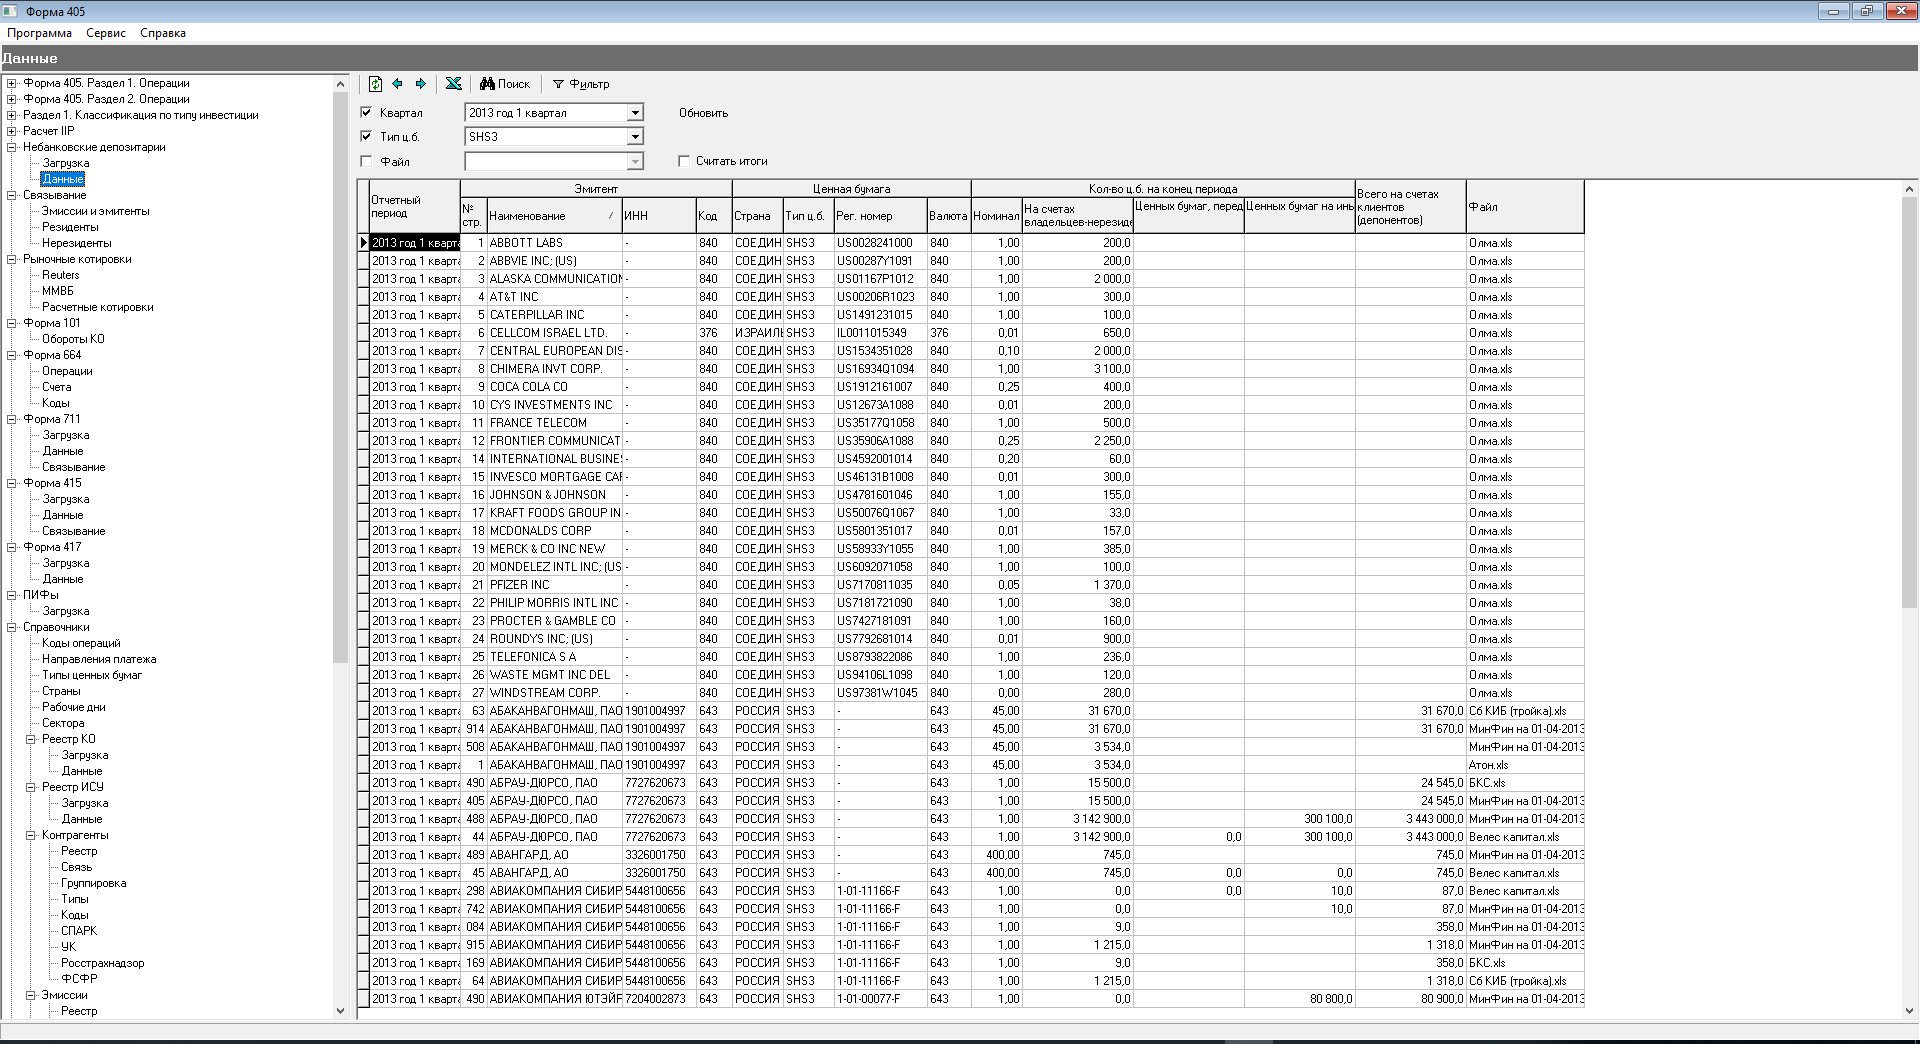 Форма 405
Программа Сервис Справка
Данные
Форма 405. Раздел 1. Операции
Форма 405. Раздел 2. Операции
Раздел 1. Классификация по типу инвестиции
Расчет IIP
Небанковские депозитарии
Загрузка
Данные
Связывание
Эмиссии и эмитенты
Резиденты
Нерезиденты
Рыночные котировки
Reuters
ММВБ
Расчетные котировки
Форма 101
Обороты КО
Форма 664
Операции
Счета
Коды
Форма 711
Загрузка
Данные
Связывание
Форма 415
Загрузка
Данные
Связывание
Форма 417
Загрузка
Данные
ПИФы
Загрузка
Справочники
Коды операций
Направления платежа
Типы ценных бумаг
Страны
Рабочие дни
Сектора
Реестр КО
Загрузка
Данные
Реестр ИСУ
Загрузка
Данные
Контрагенты
Реестр
Связь
Группировка
Типы
Коды
СПАРК
УК
Росстрахнадзор
ФСФР
Эмиссии
Реестр
Поиск Фильтр
Квартал 2013 год 1 квартал Обновить
Тип ц.б. SHS3
Файл Считать итоги
Отчетный период Эмитент Ценная бумага Кол-во ц.б. на конец периода Всего на счетах клиентов (депонентов) Файл
№ стр. Наименование / ИНН Код Страна Тип ц.б. Рег. номер Валюта Номинал На счетах владельцев-нерезиде Ценных бумаг, перед Ценных бумаг на ины
2013 год 1 кварта 1 ABBOTT LABS - 840 СОЕДИН SHS3 US0028241000 840 1,00 200,0 Олма.xls
2013 год 1 кварта 2 ABBVIE INC; (US) - 840 СОЕДИН SHS3 US00287Y1091 840 1,00 200,0 Олма.xls
2013 год 1 кварта 3 ALASKA COMMUNICATION - 840 СОЕДИН SHS3 US01167P1012 840 1,00 2 000,0 Олма.xls
2013 год 1 кварта 4 AT&T INC - 840 СОЕДИН SHS3 US00206R1023 840 1,00 300,0 Олма.xls
2013 год 1 кварта 5 CATERPILLAR INC - 840 СОЕДИН SHS3 US1491231015 840 1,00 100,0 Олма.xls
2013 год 1 кварта 6 CELLCOM ISRAEL LTD. - 376 ИЗРАИЛЬ SHS3 IL0011015349 376 0,01 650,0 Олма.xls
2013 год 1 кварта 7 CENTRAL EUROPEAN DIS - 840 СОЕДИН SHS3 US1534351028 840 0,10 2 000,0 Олма.xls
2013 год 1 кварта 8 CHIMERA INVT CORP. - 840 СОЕДИН SHS3 US16934Q1094 840 1,00 3 100,0 Олма.xls
2013 год 1 кварта 9 COCA COLA CO - 840 СОЕДИН SHS3 US1912161007 840 0,25 400,0 Олма.xls
2013 год 1 кварта 10 CYS INVESTMENTS INC - 840 СОЕДИН SHS3 US12673A1088 840 0,01 200,0 Олма.xls
2013 год 1 кварта 11 FRANCE TELECOM - 840 СОЕДИН SHS3 US35177Q1058 840 1,00 500,0 Олма.xls
2013 год 1 кварта 12 FRONTIER COMMUNICAT - 840 СОЕДИН SHS3 US35906A1088 840 0,25 2 250,0 Олма.xls
2013 год 1 кварта 14 INTERNATIONAL BUSINES - 840 СОЕДИН SHS3 US4592001014 840 0,20 60,0 Олма.xls
2013 год 1 кварта 15 INVESCO MORTGAGE CAP - 840 СОЕДИН SHS3 US46131B1008 840 0,01 300,0 Олма.xls
2013 год 1 кварта 16 JOHNSON & JOHNSON - 840 СОЕДИН SHS3 US4781601046 840 1,00 155,0 Олма.xls
2013 год 1 кварта 17 KRAFT FOODS GROUP IN - 840 СОЕДИН SHS3 US50076Q1067 840 1,00 33,0 Олма.xls
2013 год 1 кварта 18 MCDONALDS CORP - 840 СОЕДИН SHS3 US5801351017 840 0,01 157,0 Олма.xls
2013 год 1 кварта 19 MERCK & CO INC NEW - 840 СОЕДИН SHS3 US58933Y1055 840 1,00 385,0 Олма.xls
2013 год 1 кварта 20 MONDELEZ INTL INC; (US - 840 СОЕДИН SHS3 US6092071058 840 1,00 100,0 Олма.xls
2013 год 1 кварта 21 PFIZER INC - 840 СОЕДИН SHS3 US7170811035 840 0,05 1 370,0 Олма.xls
2013 год 1 кварта 22 PHILIP MORRIS INTL INC - 840 СОЕДИН SHS3 US7181721090 840 1,00 38,0 Олма.xls
2013 год 1 кварта 23 PROCTER & GAMBLE CO - 840 СОЕДИН SHS3 US7427181091 840 1,00 160,0 Олма.xls
2013 год 1 кварта 24 ROUNDYS INC; (US) - 840 СОЕДИН SHS3 US7792681014 840 0,01 900,0 Олма.xls
2013 год 1 кварта 25 TELEFONICA S A - 840 СОЕДИН SHS3 US8793822086 840 1,00 236,0 Олма.xls
2013 год 1 кварта 26 WASTE MGMT INC DEL - 840 СОЕДИН SHS3 US94106L1098 840 1,00 120,0 Олма.xls
2013 год 1 кварта 27 WINDSTREAM CORP. - 840 СОЕДИН SHS3 US97381W1045 840 0,00 280,0 Олма.xls
2013 год 1 кварта 63 АБАКАНВАГОНМАШ, ПАО 1901004997 643 РОССИЯ SHS3 - 643 45,00 31 670,0 31 670,0 Сб КИБ (тройка).xls
2013 год 1 кварта 914 АБАКАНВАГОНМАШ, ПАО 1901004997 643 РОССИЯ SHS3 - 643 45,00 31 670,0 31 670,0 МинФин на 01-04-2013
2013 год 1 кварта 508 АБАКАНВАГОНМАШ, ПАО 1901004997 643 РОССИЯ SHS3 - 643 45,00 3 534,0 МинФин на 01-04-2013
2013 год 1 кварта 1 АБАКАНВАГОНМАШ, ПАО 1901004997 643 РОССИЯ SHS3 - 643 45,00 3 534,0 Атон.xls
2013 год 1 кварта 490 АБРАУ-ДЮРСО, ПАО 7727620673 643 РОССИЯ SHS3 - 643 1,00 15 500,0 24 545,0 БКС.xls
2013 год 1 кварта 405 АБРАУ-ДЮРСО, ПАО 7727620673 643 РОССИЯ SHS3 - 643 1,00 15 500,0 24 545,0 МинФин на 01-04-2013
2013 год 1 кварта 488 АБРАУ-ДЮРСО, ПАО 7727620673 643 РОССИЯ SHS3 - 643 1,00 3 142 900,0 300 100,0 3 443 000,0 МинФин на 01-04-2013
2013 год 1 кварта 44 АБРАУ-ДЮРСО, ПАО 7727620673 643 РОССИЯ SHS3 - 643 1,00 3 142 900,0 0,0 300 100,0 3 443 000,0 Велес капитал.xls
2013 год 1 кварта 489 АВАНГАРД, АО 3326001750 643 РОССИЯ SHS3 - 643 400,00 745,0 745,0 МинФин на 01-04-2013
2013 год 1 кварта 45 АВАНГАРД, АО 3326001750 643 РОССИЯ SHS3 - 643 400,00 745,0 0,0 0,0 745,0 Велес капитал.xls
2013 год 1 кварта 298 АВИАКОМПАНИЯ СИБИР 5448100656 643 РОССИЯ SHS3 1-01-11166-F 643 1,00 0,0 0,0 10,0 87,0 Велес капитал.xls
2013 год 1 кварта 742 АВИАКОМПАНИЯ СИБИР 5448100656 643 РОССИЯ SHS3 1-01-11166-F 643 1,00 0,0 10,0 87,0 МинФин на 01-04-2013
2013 год 1 кварта 084 АВИАКОМПАНИЯ СИБИР 5448100656 643 РОССИЯ SHS3 1-01-11166-F 643 1,00 9,0 358,0 МинФин на 01-04-2013
2013 год 1 кварта 915 АВИАКОМПАНИЯ СИБИР 5448100656 643 РОССИЯ SHS3 1-01-11166-F 643 1,00 1 215,0 1 318,0 МинФин на 01-04-2013
2013 год 1 кварта 169 АВИАКОМПАНИЯ СИБИР 5448100656 643 РОССИЯ SHS3 1-01-11166-F 643 1,00 9,0 358,0 БКС.xls
2013 год 1 кварта 64 АВИАКОМПАНИЯ СИБИР 5448100656 643 РОССИЯ SHS3 1-01-11166-F 643 1,00 1 215,0 1 318,0 Сб КИБ (тройка).xls
2013 год 1 кварта 490 АВИАКОМПАНИЯ ЮТЭЙР 7204002873 643 РОССИЯ SHS3 1-01-00077-F 643 1,00 0,0 80 800,0 80 900,0 МинФин на 01-04-2013